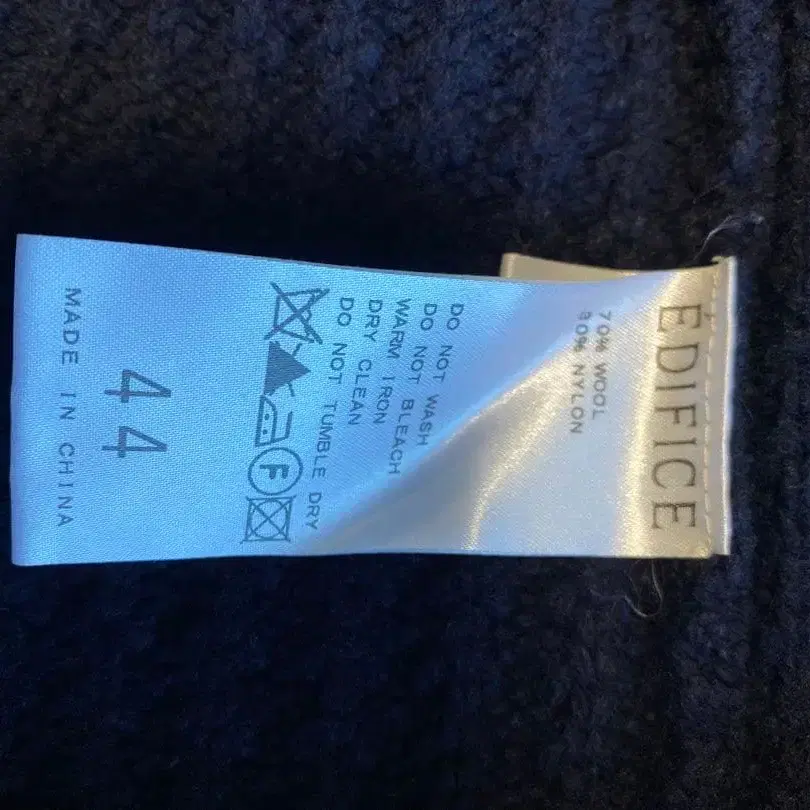 EDIFICE
70% WOOL
30% NYLON
DO NOT WASH
DO NOT BLEACH
WARM IRON
DRY CLEAN
DO NOT TUMBLE DRY
F
44
MADE IN CHINA